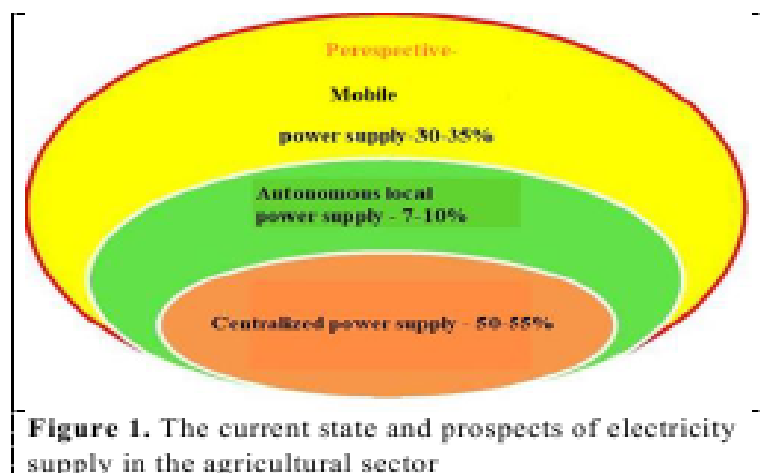 Perespective-
Mobile
power supply-30-35%
Autonomous local
power supply - 7-10%
Centralized power supply - 50-55%
Figure 1. The current state and prospects of electricity
supply in the agricultural sector